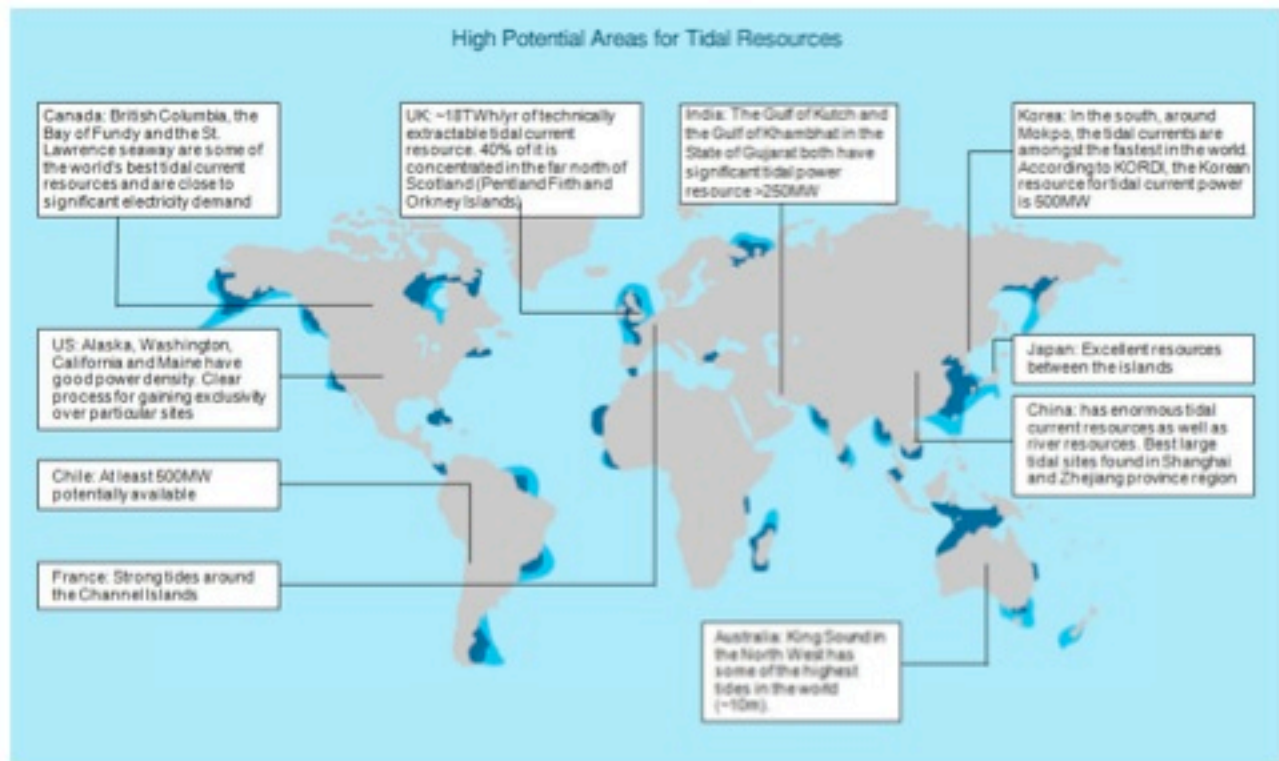 High Potential Areas for Tidal Resources
Canada: British Columbia, the
Bay of Fundy and the St.
Lawrence seaway are some of
the world's best tidal current
resources and are close to
significant electricity demand
UK: ~18TWh/yr of technically
extractable tidal current
resource. 40% of it is
concentrated in the far north of
Scotland (Pentland Firth and
Orkney Islands)
India: The Gulf of Kutch and
the Gulf of Khambhat in the
State of Gujarat both have
significant tidal power
resource >250MW
Korea: In the south, around
Mokpo, the tidal currents are
amongst the fastest in the world.
According to KORDI, the Korean
resource for tidal current power
is 500MW
US: Alaska, Washington,
California and Maine have
good power density. Clear
process for gaining exclusivity
over particular sites
Japan: Excellent resources
between the islands
China: has enormous tidal
current resources as well as
river resources. Best large
tidal sites found in Shanghai
and Zhejiang province region
Chile: At least 500MW
potentially available
France: Strong tides around
the Channel Islands
Australia: King Sound in
the North West has
some of the highest
tides in the world
(~10m).